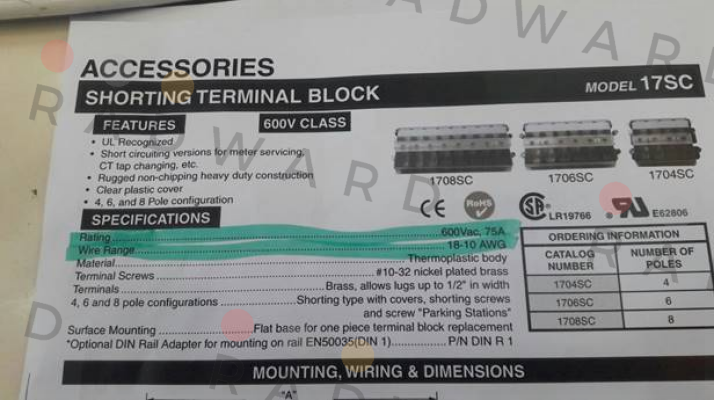 ACCESSORIES
SHORTING TERMINAL BLOCK MODEL 17SC
FEATURES 600V CLASS
• UL Recognized
• Short circuiting versions for meter servicing,
CT tap changing, etc.
• Rugged non-chipping heavy duty construction
• Clear plastic cover
• 4, 6, and 8 Pole configuration
1708SC 1706SC 1704SC
CE RoHS SA LR19766 E62806
SPECIFICATIONS
Rating 600Vac, 75A
Wire Range 18-10 AWG
Material Thermoplastic body
Terminal Screws #10-32 nickel plated brass
Terminals Brass, allows lugs up to 1/2" in width
4, 6 and 8 pole configurations Shorting type with covers, shorting screws
and screw "Parking Stations"
Surface Mounting Flat base for one piece terminal block replacement
*Optional DIN Rail Adapter for mounting on rail EN50035(DIN 1) P/N DIN R 1
ORDERING INFORMATION
CATALOG NUMBER NUMBER OF POLES
1704SC 4
1706SC 6
1708SC 8
MOUNTING, WIRING & DIMENSIONS
"A"
RADWARD
RADWARD